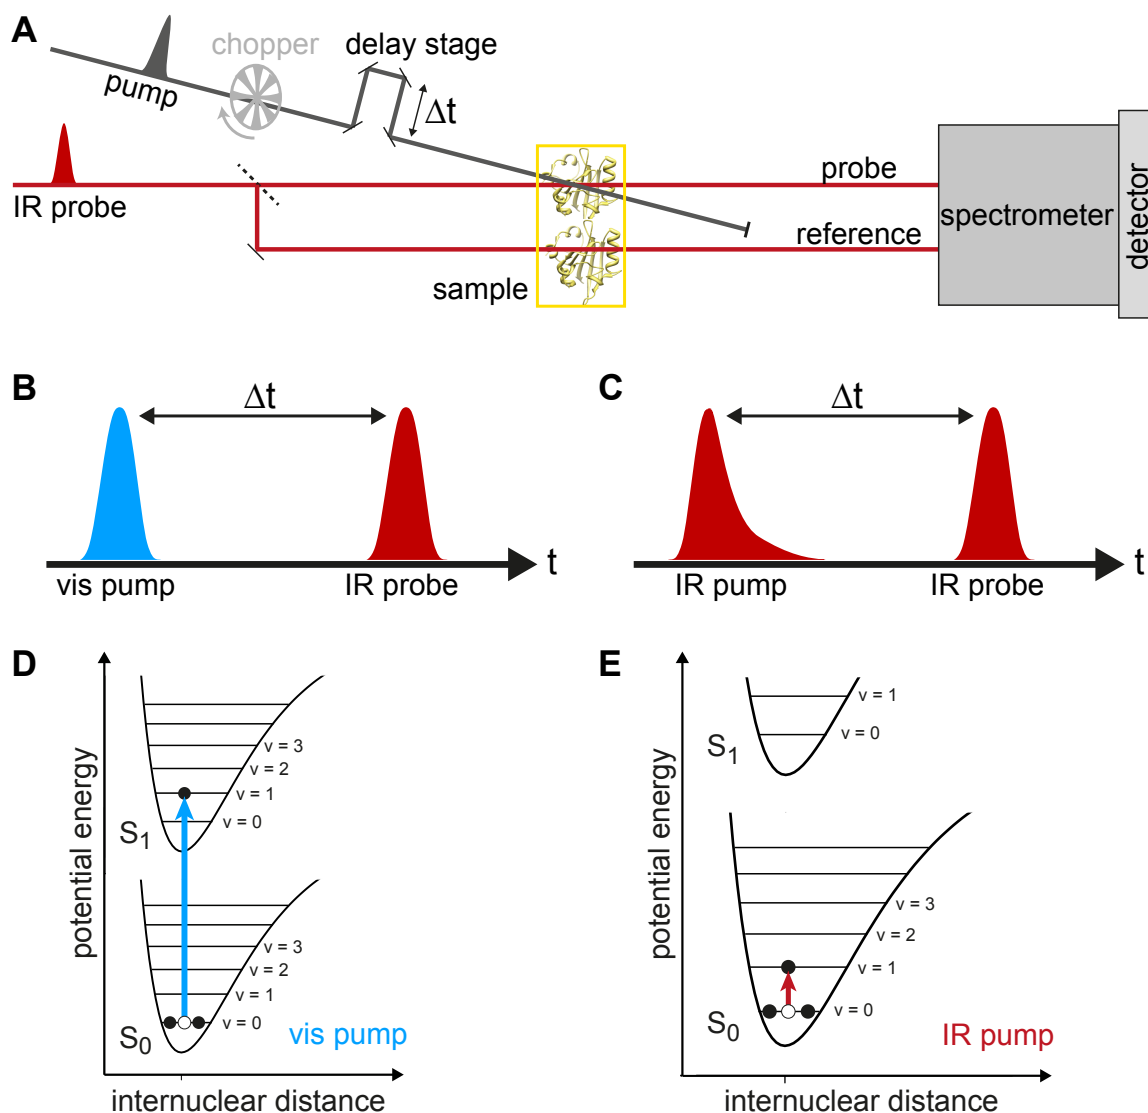 A
chopper
delay stage
pump
Δt
IR probe
probe
reference
sample
spectrometer
detector
B
Δt
t
vis pump
IR probe
C
Δt
t
IR pump
IR probe
D
potential energy
v = 3
v = 2
v = 1
v = 0
S1
v = 3
v = 2
v = 1
v = 0
S0
vis pump
internuclear distance
E
potential energy
v = 1
v = 0
S1
v = 3
v = 2
v = 1
v = 0
S0
IR pump
internuclear distance